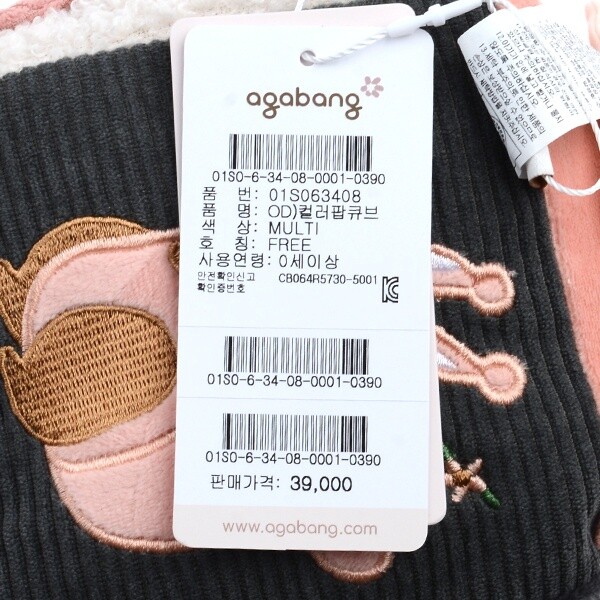 agabang
01S0-6-34-08-0001-0390
품 번: 01S063408
품 명: OD)컬러팝큐브
색 상: MULTI
호 칭: FREE
사용연령: 0세이상
안전확인신고
확인증번호 CB064R5730-5001
01S0-6-34-08-0001-0390
01S0-6-34-08-0001-0390
판매가격: 39,000
www.agabang.com